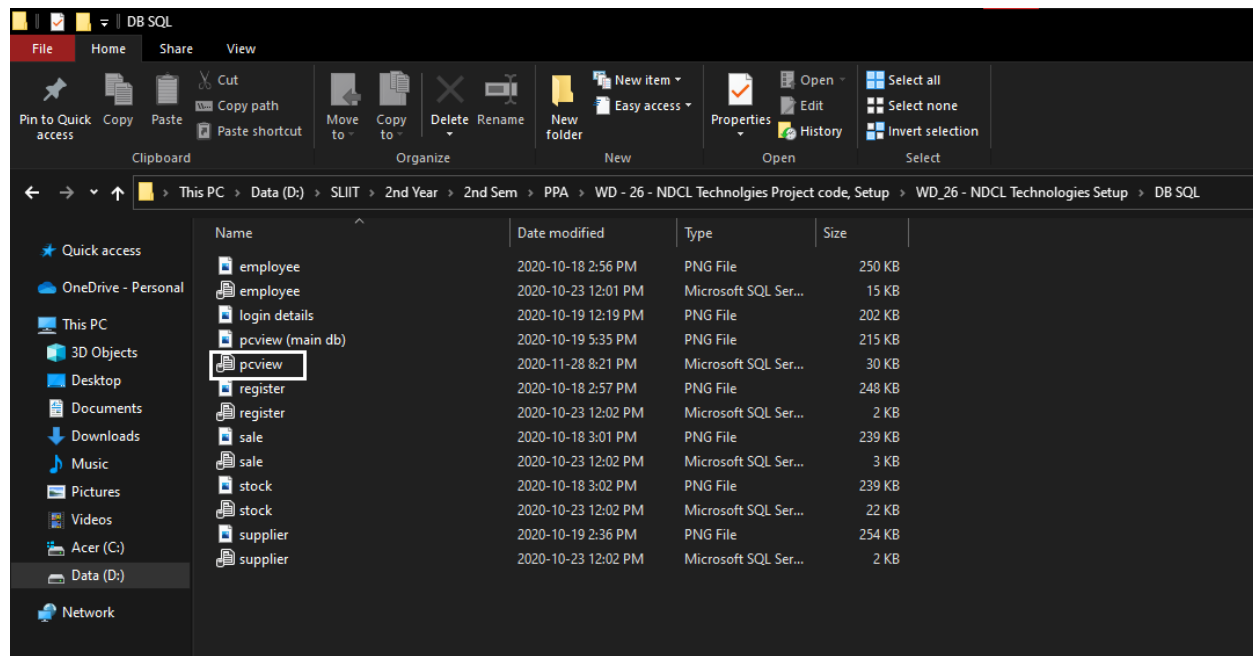 DB SQL
File Home Share View
Pin to Quick access
Copy
Paste
Cut
Copy path
Paste shortcut
Clipboard
Move to
Copy to
Delete
Rename
Organize
New folder
New item
Easy access
New
Properties
Open
Edit
History
Open
Select all
Select none
Invert selection
Select
This PC > Data (D:) > SLIIT > 2nd Year > 2nd Sem > PPA > WD - 26 - NDCL Technolgies Project code, Setup > WD_26 - NDCL Technologies Setup > DB SQL
Quick access
OneDrive - Personal
This PC
3D Objects
Desktop
Documents
Downloads
Music
Pictures
Videos
Acer (C:)
Data (D:)
Network
Name Date modified Type Size
employee 2020-10-18 2:56 PM PNG File 250 KB
employee 2020-10-23 12:01 PM Microsoft SQL Ser... 15 KB
login details 2020-10-19 12:19 PM PNG File 202 KB
pcview (main db) 2020-10-19 5:35 PM PNG File 215 KB
pcview 2020-11-28 8:21 PM Microsoft SQL Ser... 30 KB
register 2020-10-18 2:57 PM PNG File 248 KB
register 2020-10-23 12:02 PM Microsoft SQL Ser... 2 KB
sale 2020-10-18 3:01 PM PNG File 239 KB
sale 2020-10-23 12:02 PM Microsoft SQL Ser... 3 KB
stock 2020-10-18 3:02 PM PNG File 239 KB
stock 2020-10-23 12:02 PM Microsoft SQL Ser... 22 KB
supplier 2020-10-19 2:36 PM PNG File 254 KB
supplier 2020-10-23 12:02 PM Microsoft SQL Ser... 2 KB